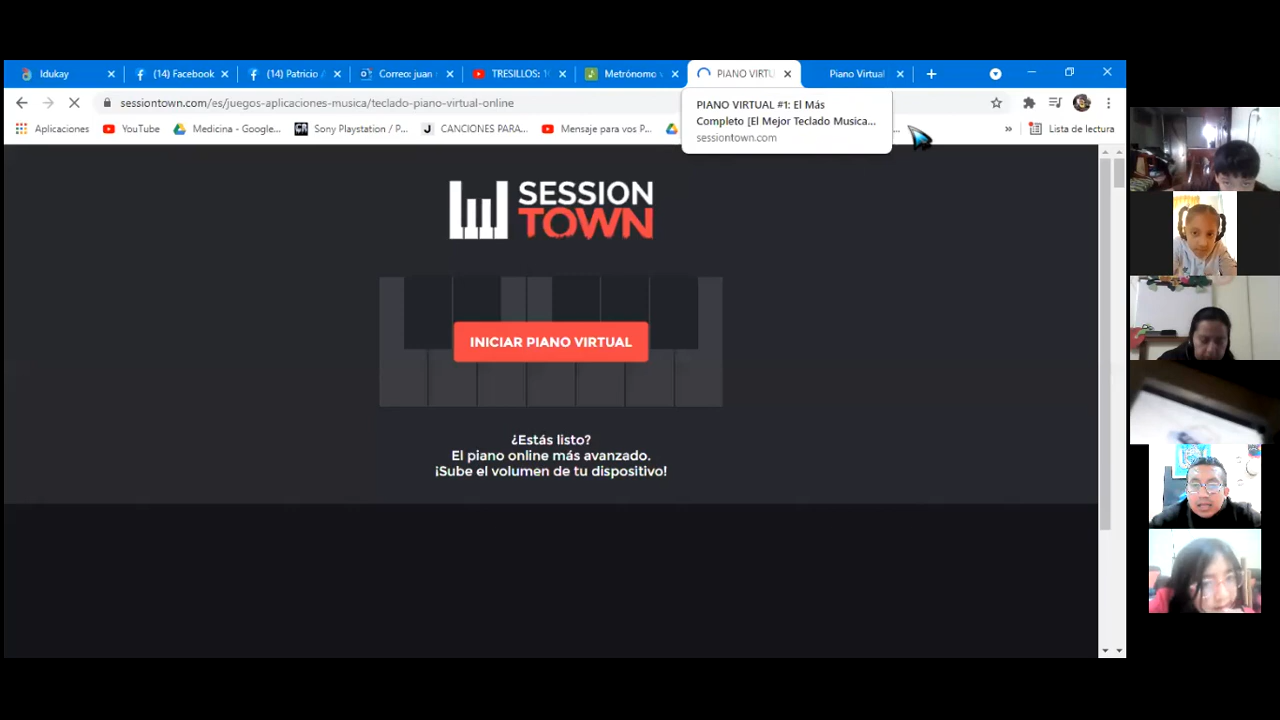 Idukay
(14) Facebook
(14) Patricio /
Correo: juan
TRESILLOS: 1
Metrónomo
PIANO VIRTU
Piano Virtual
sessiontown.com/es/juegos-aplicaciones-musica/teclado-piano-virtual-online
PIANO VIRTUAL #1: El Más
Completo [El Mejor Teclado Musica...
sessiontown.com
Aplicaciones
YouTube
Medicina - Google...
Sony Playstation / P...
CANCIONES PARA...
Mensaje para vos P...
»
Lista de lectura
SESSION
TOWN
INICIAR PIANO VIRTUAL
¿Estás listo?
El piano online más avanzado.
¡Sube el volumen de tu dispositivo!